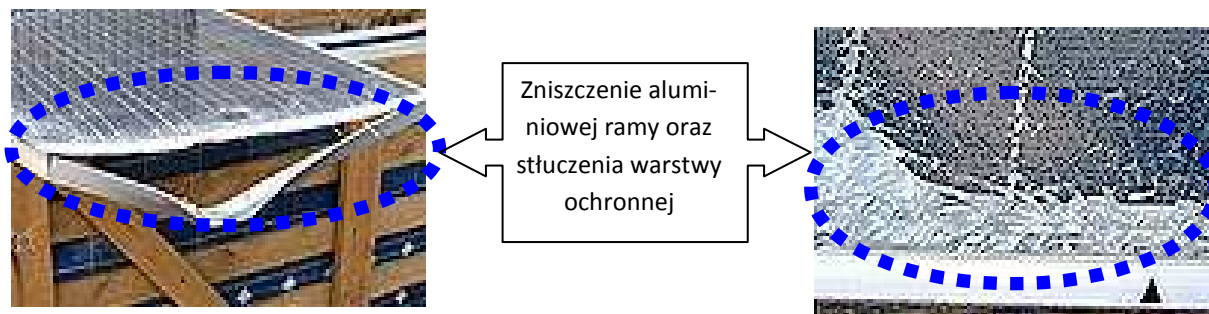 Zniszczenie alumi-
niowej ramy oraz
stłuczenia warstwy
ochronnej